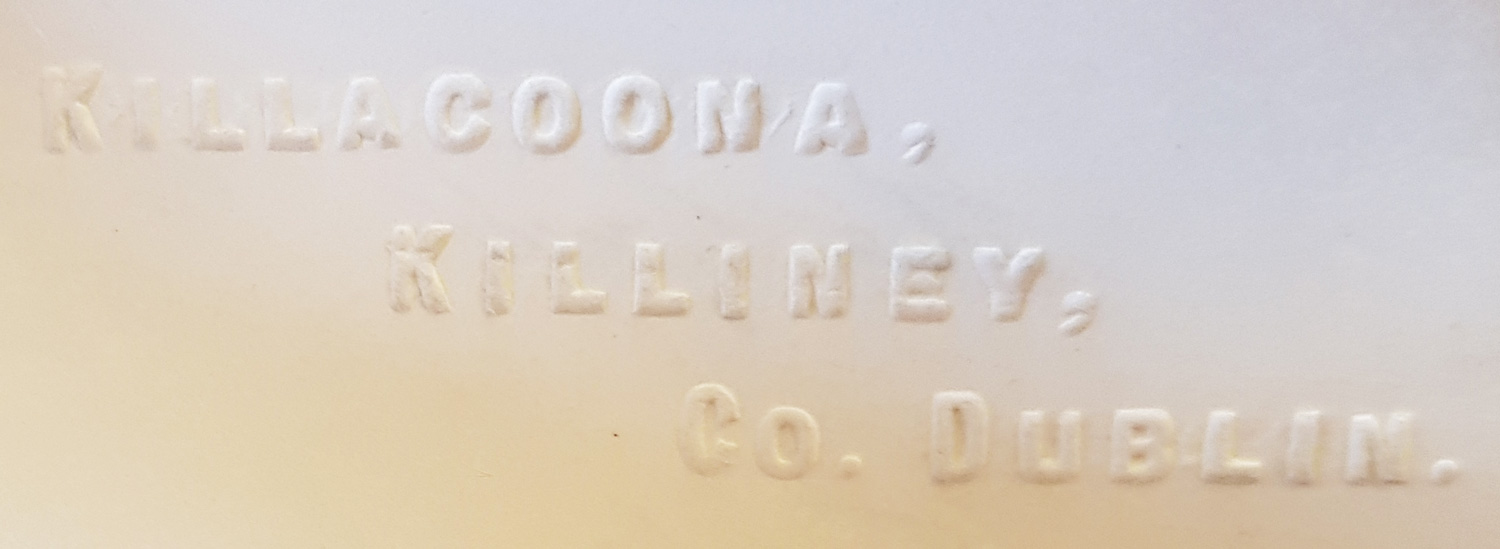 KILLACOONA,
KILLINEY,
CO. DUBLIN.